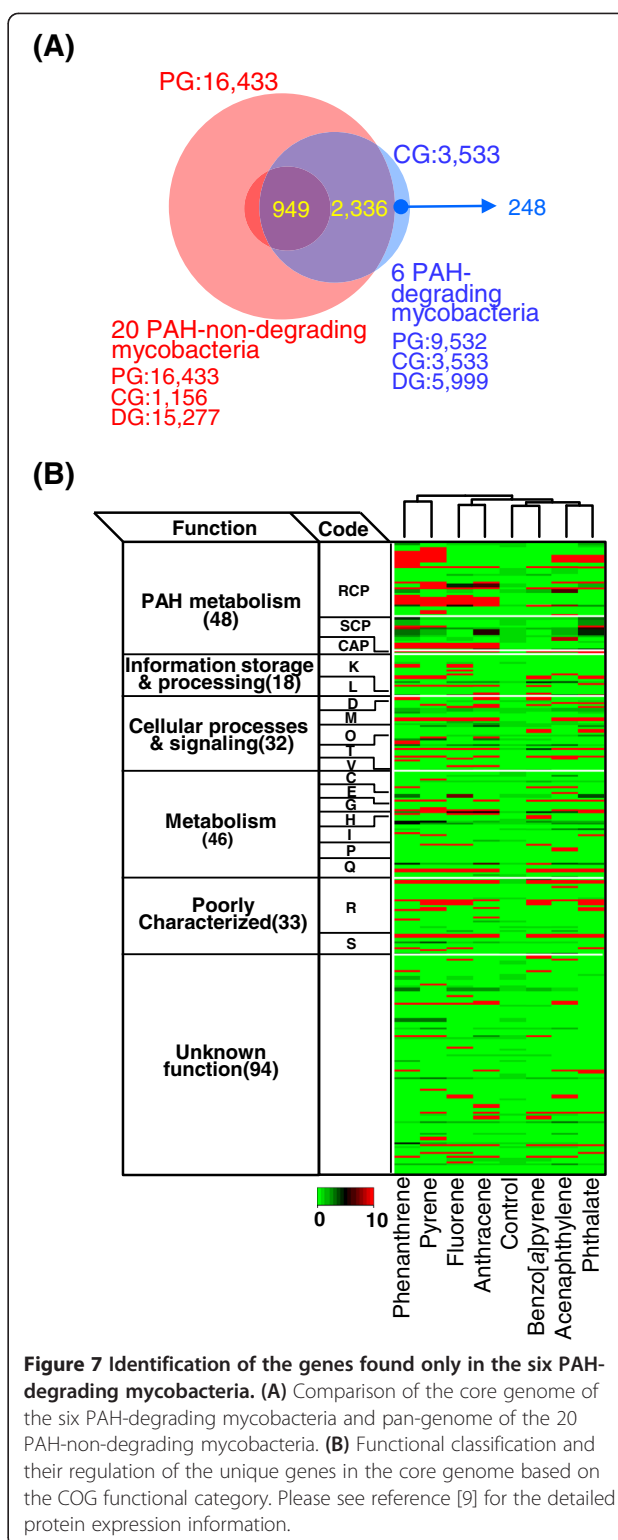 (A)
PG:16,433
CG:3,533
949
2,336
248
6 PAH-
degrading
mycobacteria
PG:9,532
CG:3,533
DG:5,999
20 PAH-non-degrading
mycobacteria
PG:16,433
CG:1,156
DG:15,277
(B)
Function
Code
PAH metabolism
(48)
RCP
SCP
CAP
Information storage
& processing(18)
K
L
Cellular processes
& signaling(32)
D
M
O
T
V
Metabolism
(46)
C
E
G
H
I
P
Q
Poorly
Characterized(33)
R
S
Unknown
function(94)
0
10
Phenanthrene
Pyrene
Fluorene
Anthracene
Control
Benzo[a]pyrene
Acenaphthylene
Phthalate
Figure 7 Identification of the genes found only in the six PAH-
degrading mycobacteria. (A) Comparison of the core genome of
the six PAH-degrading mycobacteria and pan-genome of the 20
PAH-non-degrading mycobacteria. (B) Functional classification and
their regulation of the unique genes in the core genome based on
the COG functional category. Please see reference [9] for the detailed
protein expression information.